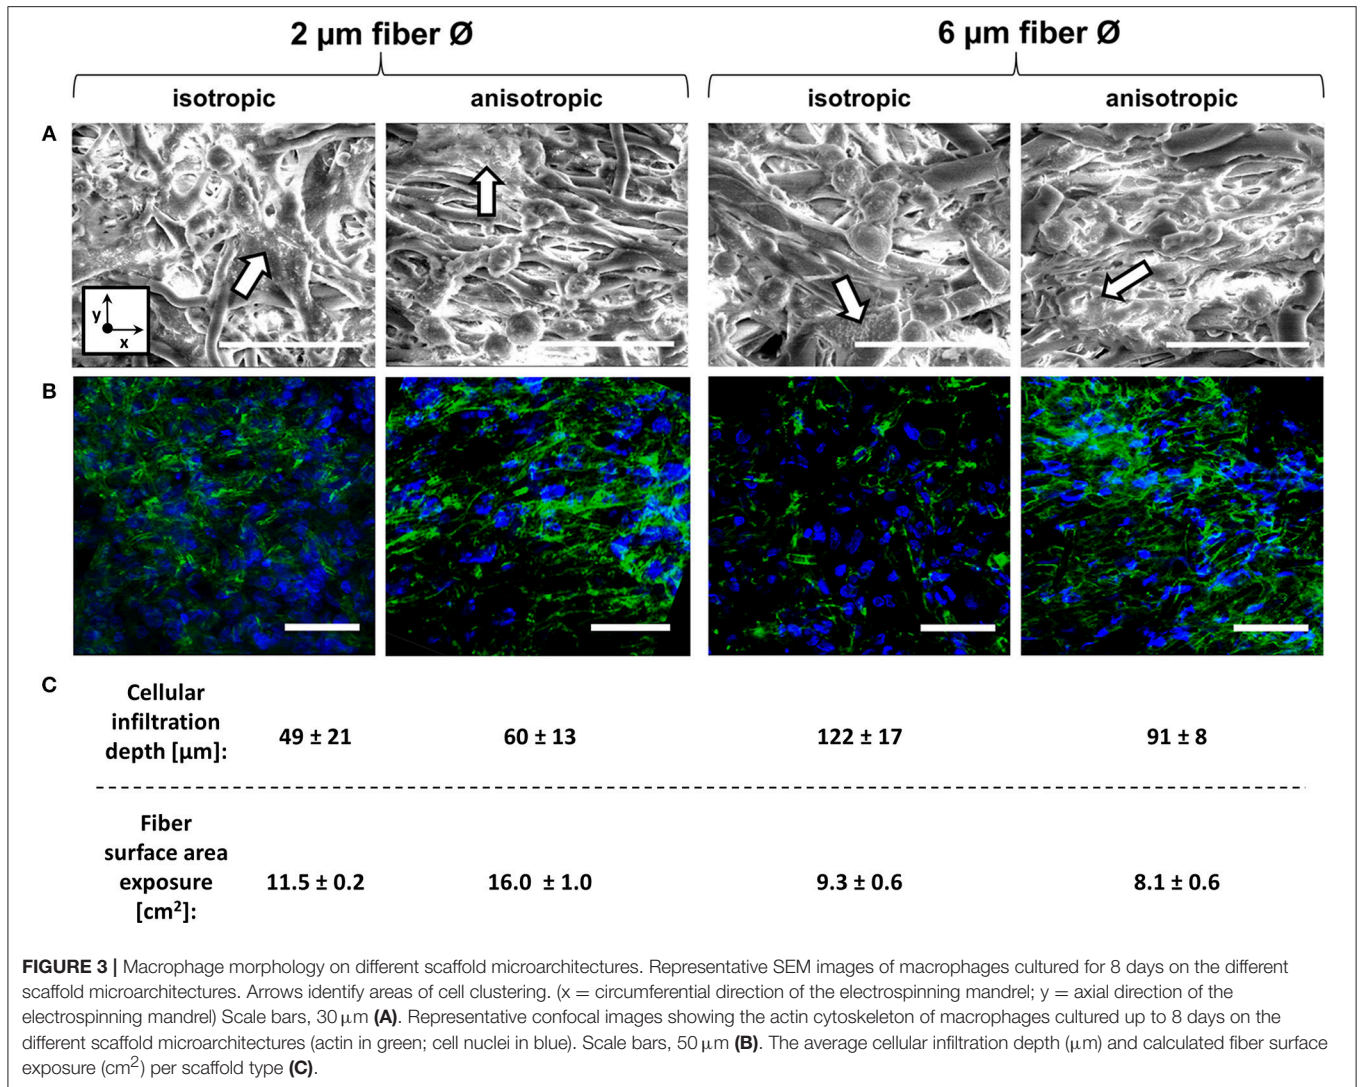 2 µm fiber Ø
6 µm fiber Ø
isotropic
anisotropic
isotropic
anisotropic
A
y
x
B
C
Cellular
infiltration
depth [µm]:
49 ± 21
60 ± 13
122 ± 17
91 ± 8
Fiber
surface area
exposure
[cm²]:
11.5 ± 0.2
16.0 ± 1.0
9.3 ± 0.6
8.1 ± 0.6
FIGURE 3 | Macrophage morphology on different scaffold microarchitectures. Representative SEM images of macrophages cultured for 8 days on the different
scaffold microarchitectures. Arrows identify areas of cell clustering. (x = circumferential direction of the electrospinning mandrel; y = axial direction of the
electrospinning mandrel) Scale bars, 30 µm (A). Representative confocal images showing the actin cytoskeleton of macrophages cultured up to 8 days on the
different scaffold microarchitectures (actin in green; cell nuclei in blue). Scale bars, 50 µm (B). The average cellular infiltration depth (µm) and calculated fiber surface
exposure (cm²) per scaffold type (C).